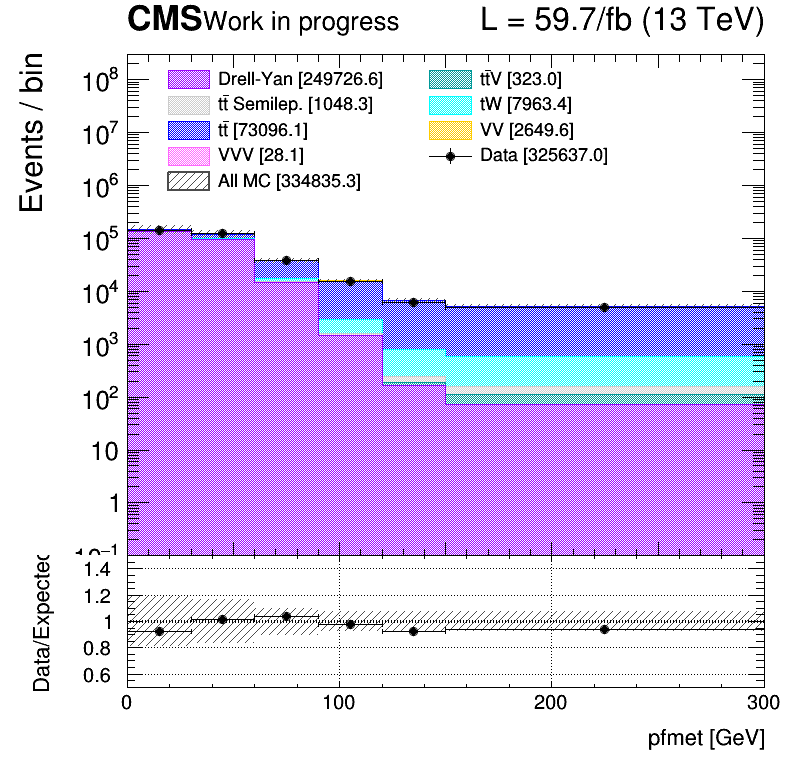 CMS Work in progress L = 59.7/fb (13 TeV)
Events / bin
Drell-Yan [249726.6]
tt̄V [323.0]
tt̄ Semilep. [1048.3]
tW [7963.4]
tt̄ [73096.1]
VV [2649.6]
VVV [28.1]
Data [325637.0]
All MC [334835.3]
10⁸
10⁷
10⁶
10⁵
10⁴
10³
10²
10
1
10⁻¹
Data/Expected
1.4
1.2
1
0.8
0.6
0 100 200 300
pfmet [GeV]